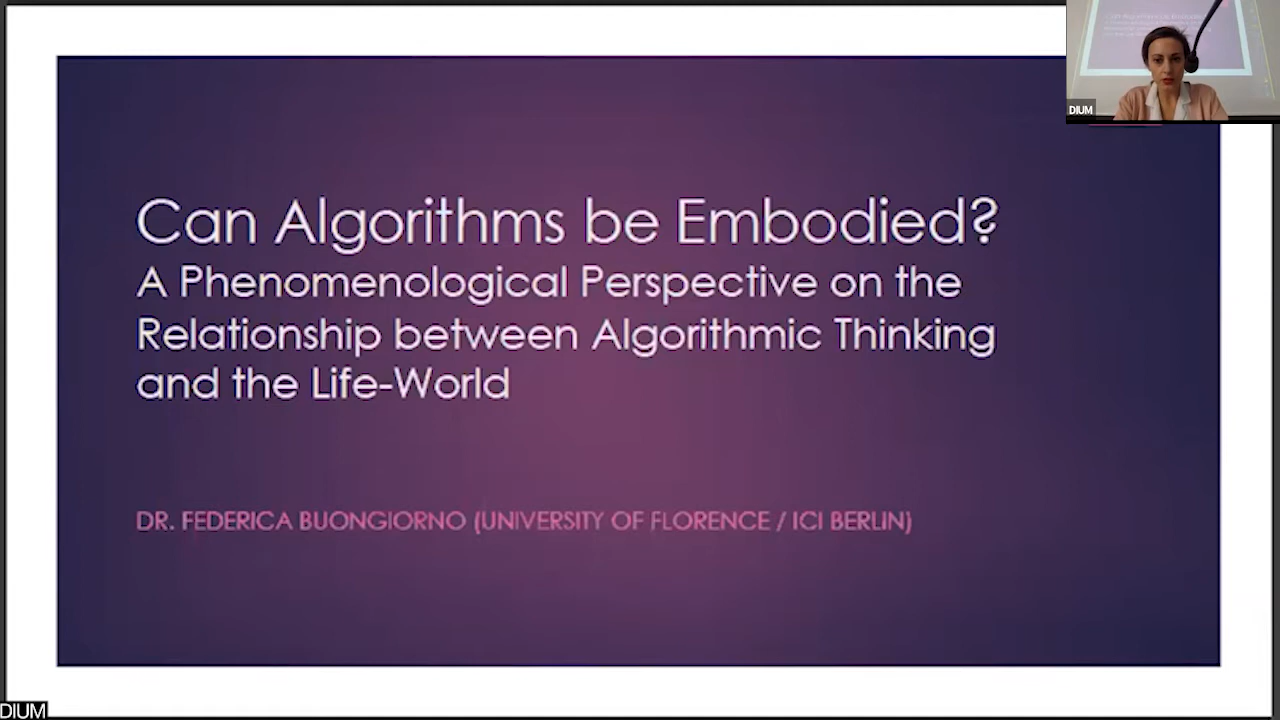 Can Algorithms be Embodied?
A Phenomenological Perspective on the
Relationship between Algorithmic Thinking
and the Life-World
DR. FEDERICA BUONGIORNO (UNIVERSITY OF FLORENCE / ICI BERLIN)
DIUM
DIUM